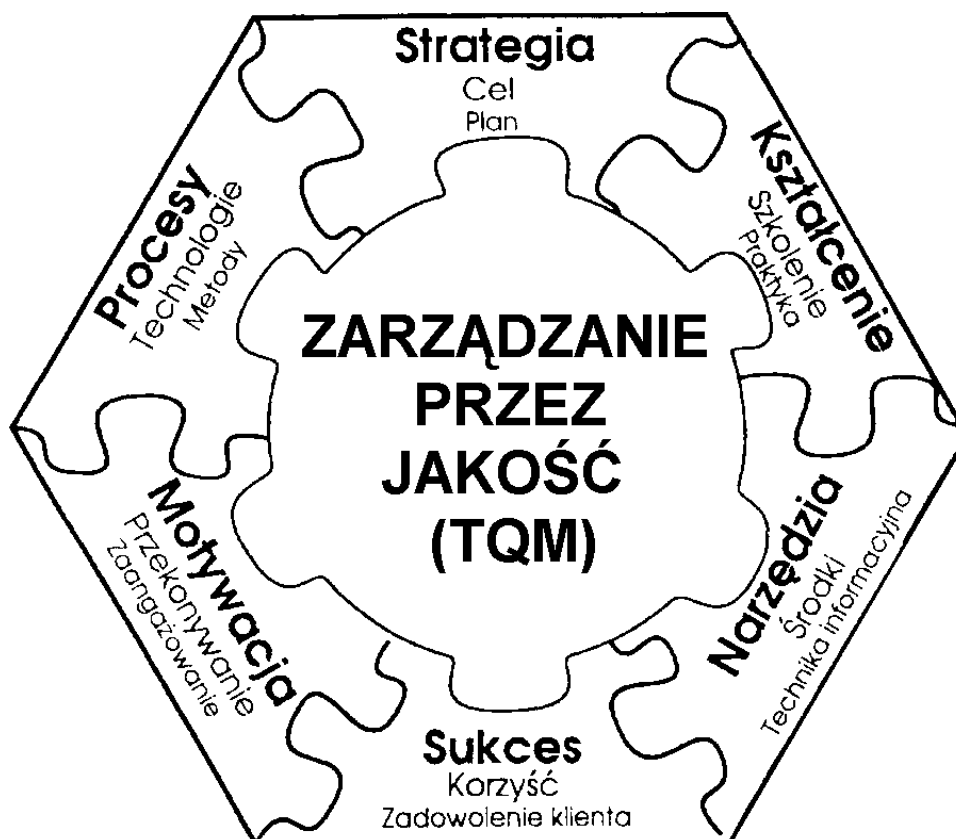 Strategia
Cel
Plan
Kształcenie
Szkolenie
Praktyka
Procesy
Technologie
Metody
ZARZĄDZANIE
PRZEZ
JAKOŚĆ
(TQM)
Motywacja
Przekonywanie
Zaangażowanie
Narzędzia
Środki
Technika informacyjna
Sukces
Korzyść
Zadowolenie klienta